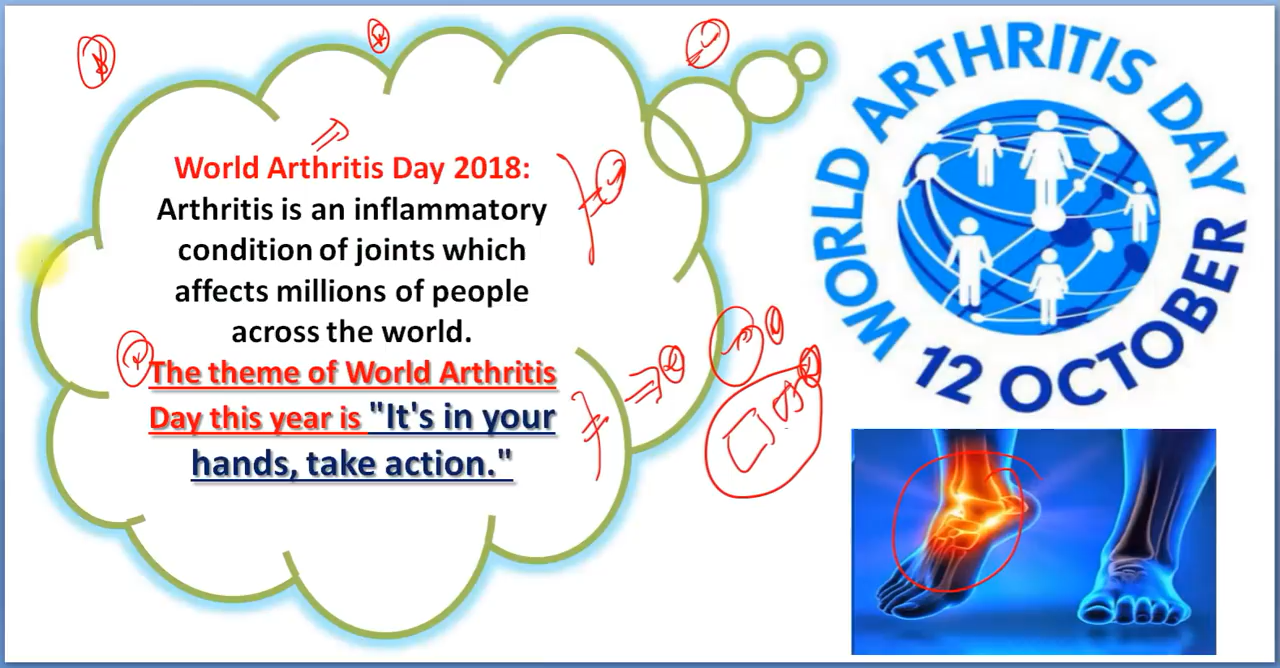 World Arthritis Day 2018:
Arthritis is an inflammatory
condition of joints which
affects millions of people
across the world.
The theme of World Arthritis
Day this year is "It's in your
hands, take action."
WORLD ARTHRITIS DAY
12 OCTOBER